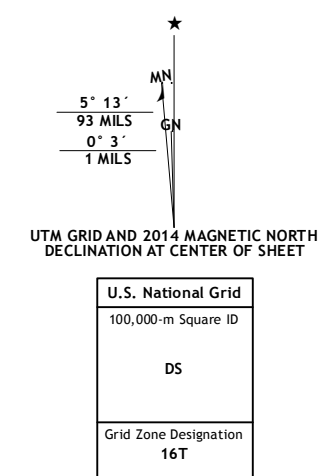 MN
5° 13´
93 MILS
GN
0° 3´
1 MILS
UTM GRID AND 2014 MAGNETIC NORTH
DECLINATION AT CENTER OF SHEET
U.S. National Grid
100,000-m Square ID
DS
Grid Zone Designation
16T